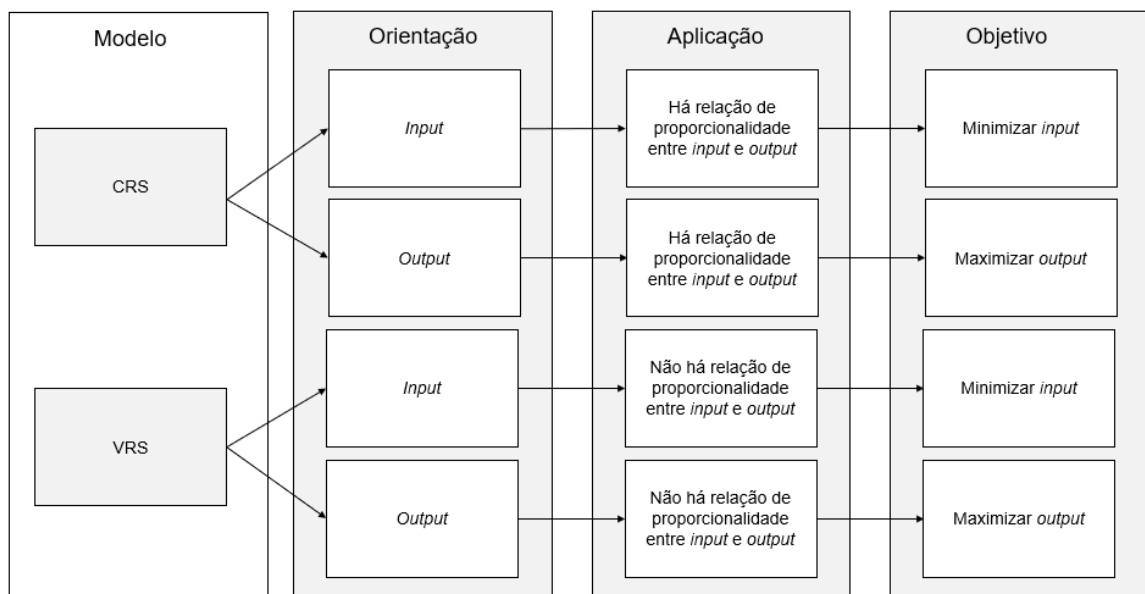 Modelo
Orientação
Aplicação
Objetivo
CRS
Input
Há relação de
proporcionalidade
entre input e output
Minimizar input
Output
Há relação de
proporcionalidade
entre input e output
Maximizar output
VRS
Input
Não há relação de
proporcionalidade
entre input e output
Minimizar input
Output
Não há relação de
proporcionalidade
entre input e output
Maximizar output